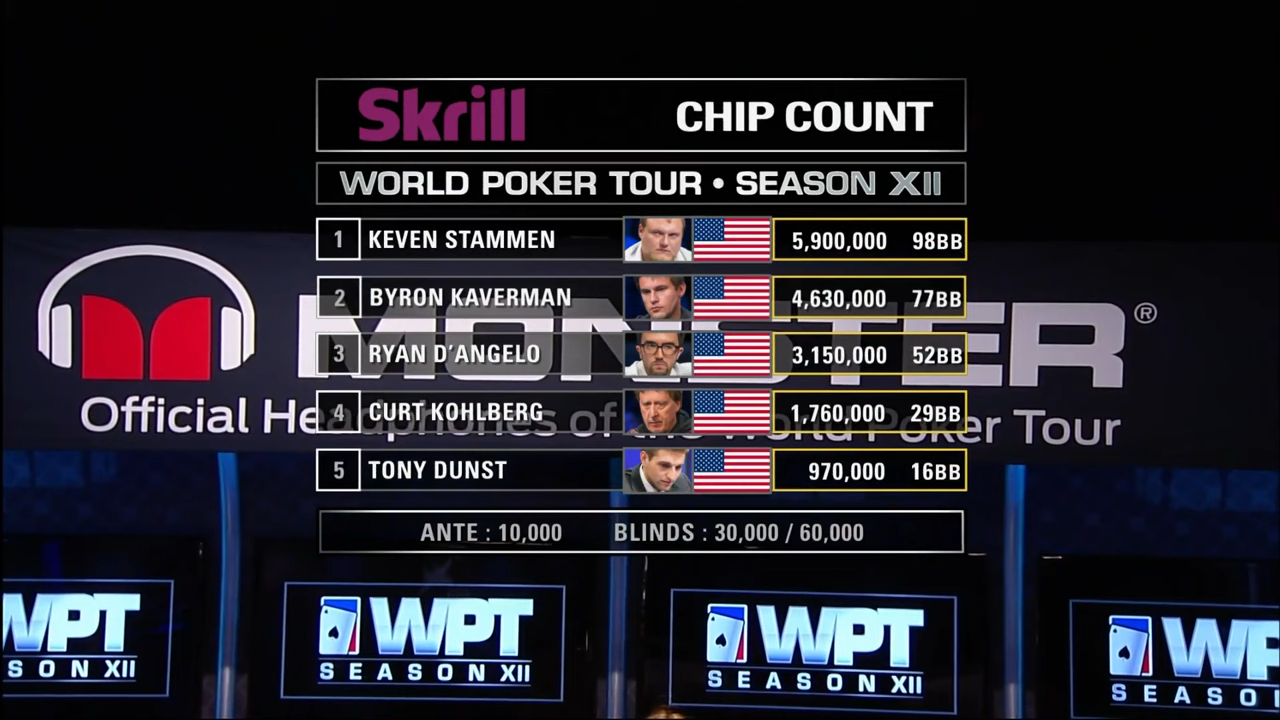 Skrill CHIP COUNT
WORLD POKER TOUR • SEASON XII
1 KEVEN STAMMEN 5,900,000 98BB
2 BYRON KAVERMAN 4,630,000 77BB
3 RYAN D'ANGELO 3,150,000 52BB
4 CURT KOHLBERG 1,760,000 29BB
5 TONY DUNST 970,000 16BB
ANTE : 10,000 BLINDS : 30,000 / 60,000
MONSTER®
Official Headphones of the World Poker Tour
WPT
SEASON XII
WPT
SEASON XII
WPT
SEASON XII
WP
SEASO